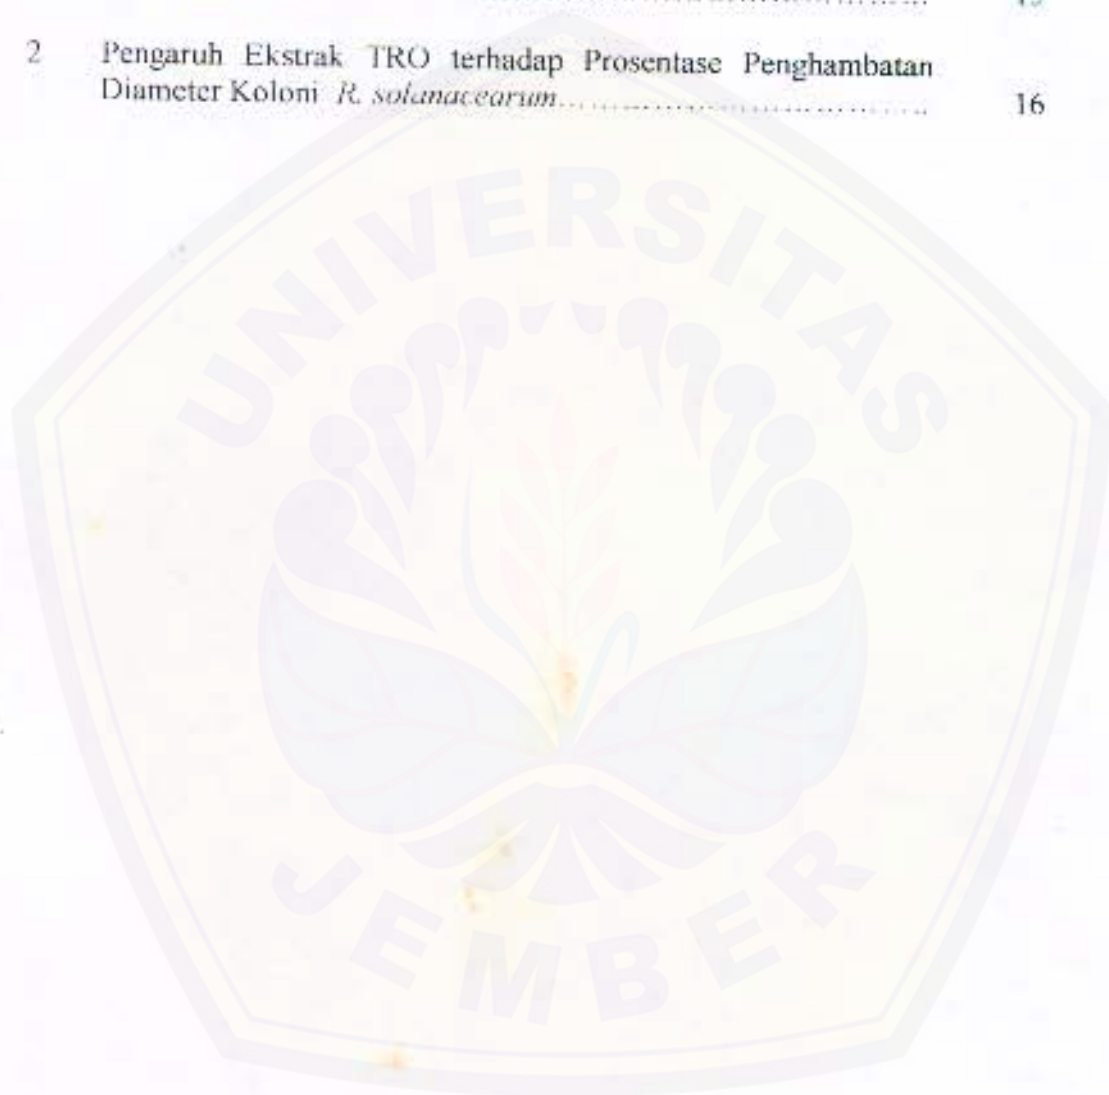 2 Pengaruh Ekstrak TRO terhadap Prosentase Penghambatan
Diameter Koloni R. solanacearum.......................................... 16
UNIVERSITAS
JEMBER